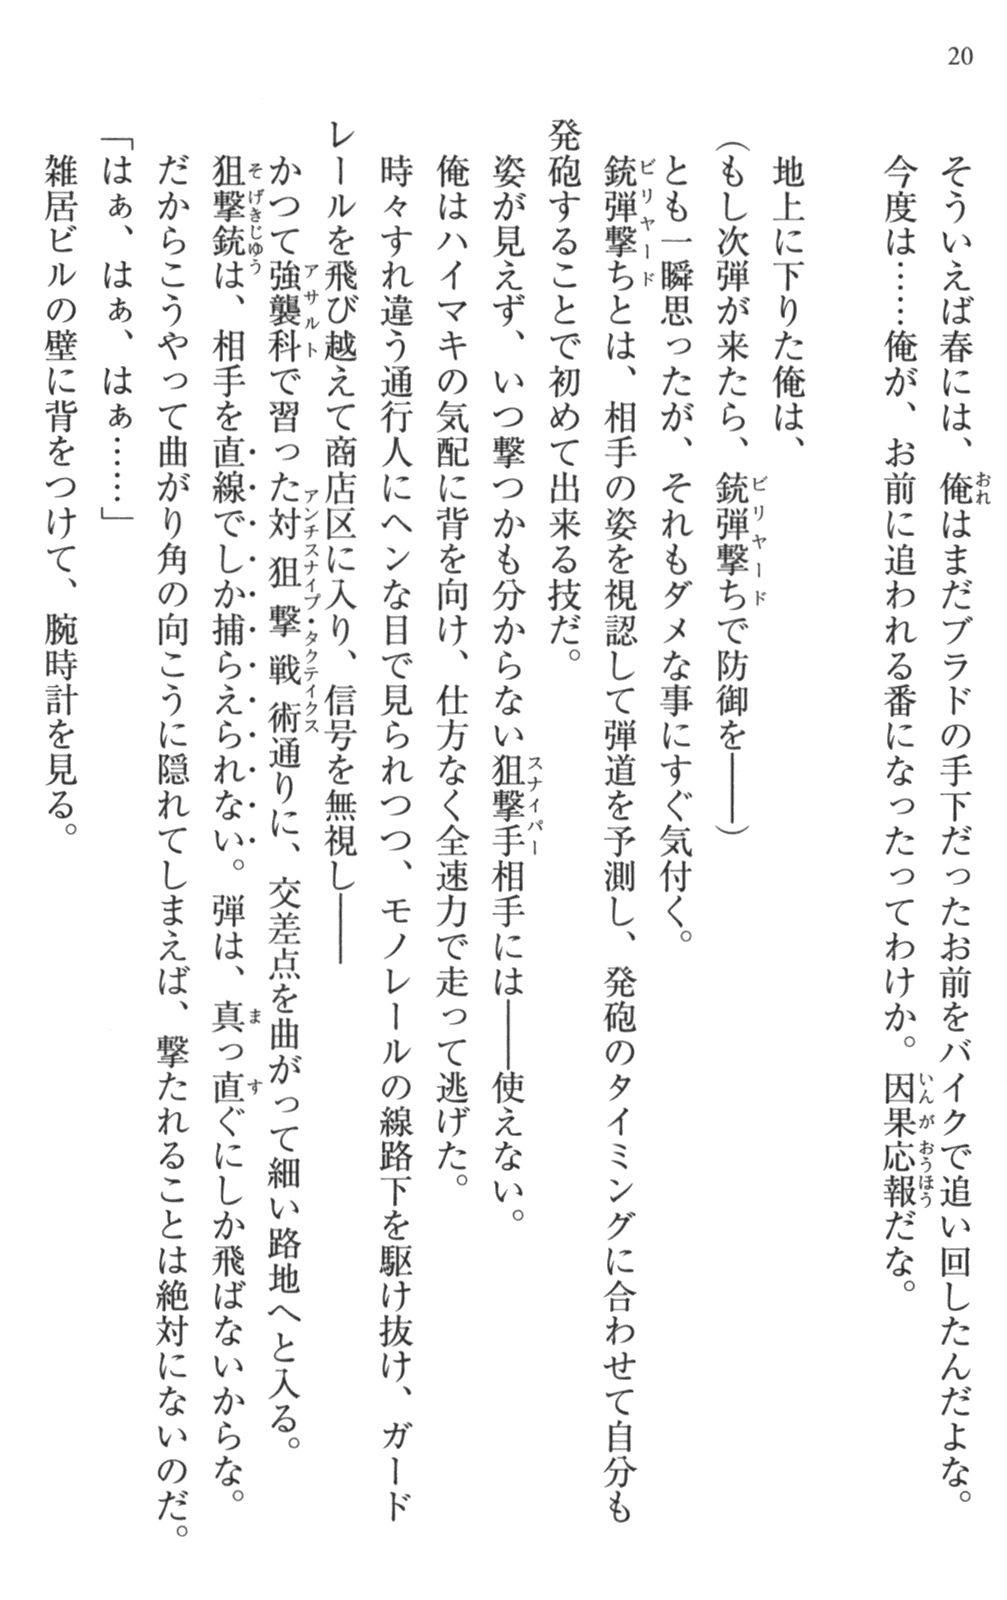 20
そういえば春には、俺はまだブラドの手下だったお前をバイクで追い回したんだよな。
今度は……俺が、お前に追われる番になったってわけか。因果応報だな。
地上に下りた俺は、
（もし次弾が来たら、銃弾撃ちで防御を――）
とも一瞬思ったが、それもダメな事にすぐ気付く。
銃弾撃ちとは、相手の姿を視認して弾道を予測し、発砲のタイミングに合わせて自分も
発砲することで初めて出来る技だ。
姿が見えず、いつ撃つかも分からない狙撃手相手には――使えない。
俺はハイマキの気配に背を向け、仕方なく全速力で走って逃げた。
時々すれ違う通行人にヘンな目で見られつつ、モノレールの線路下を駆け抜け、ガード
レールを飛び越えて商店区に入り、信号を無視し――
かつて強襲科で習った対狙撃戦術通りに、交差点を曲がって細い路地へと入る。
狙撃銃は、相手を直線でしか捕らえられない。弾は、真っ直ぐにしか飛ばないからな。
だからこうやって曲がり角の向こうに隠れてしまえば、撃たれることは絶対にないのだ。
「はぁ、はぁ、はぁ……」
雑居ビルの壁に背をつけて、腕時計を見る。